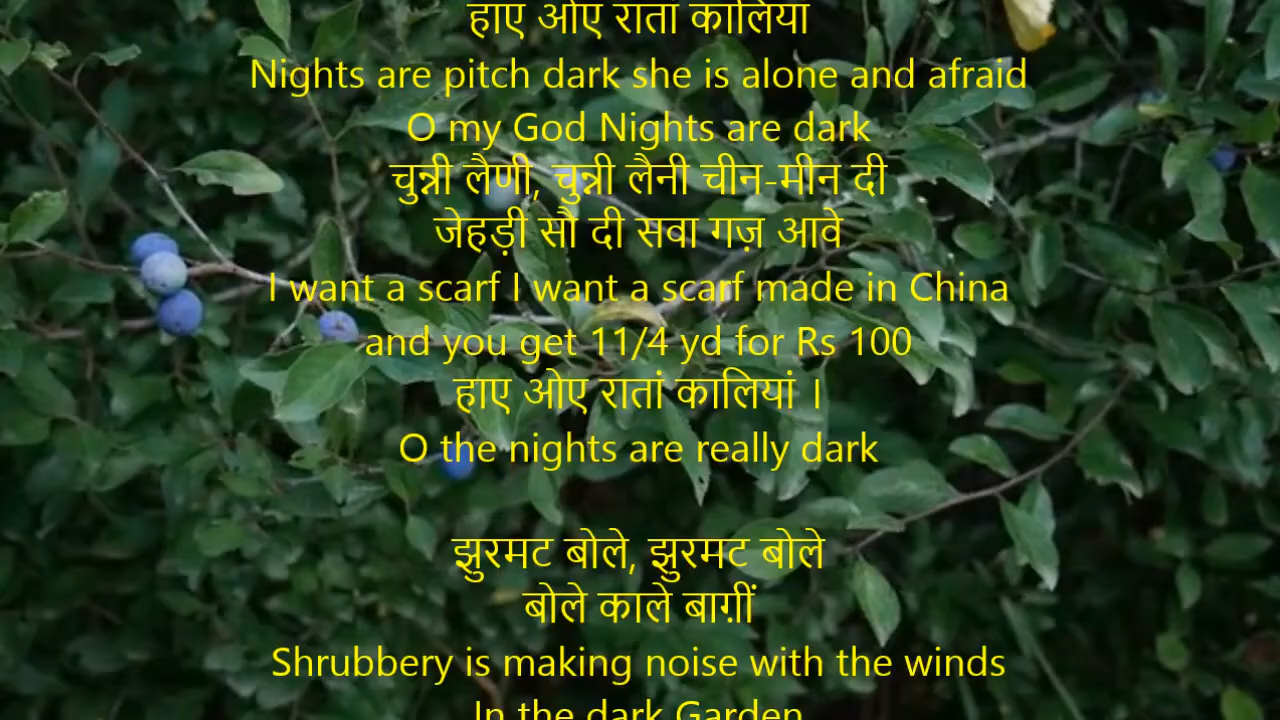 हाए ओए रातां कालियां
Nights are pitch dark she is alone and afraid
O my God Nights are dark
चुन्नी लैणी, चुन्नी लैनी चीन-मीन दी
जेहड़ी सौ दी सवा गज़ आवे
I want a scarf I want a scarf made in China
and you get 11/4 yd for Rs 100
हाए ओए रातां कालियां ।
O the nights are really dark
झुरमट बोले, झुरमट बोले
बोले काले बाग़ीं
Shrubbery is making noise with the winds
In the dark Garden